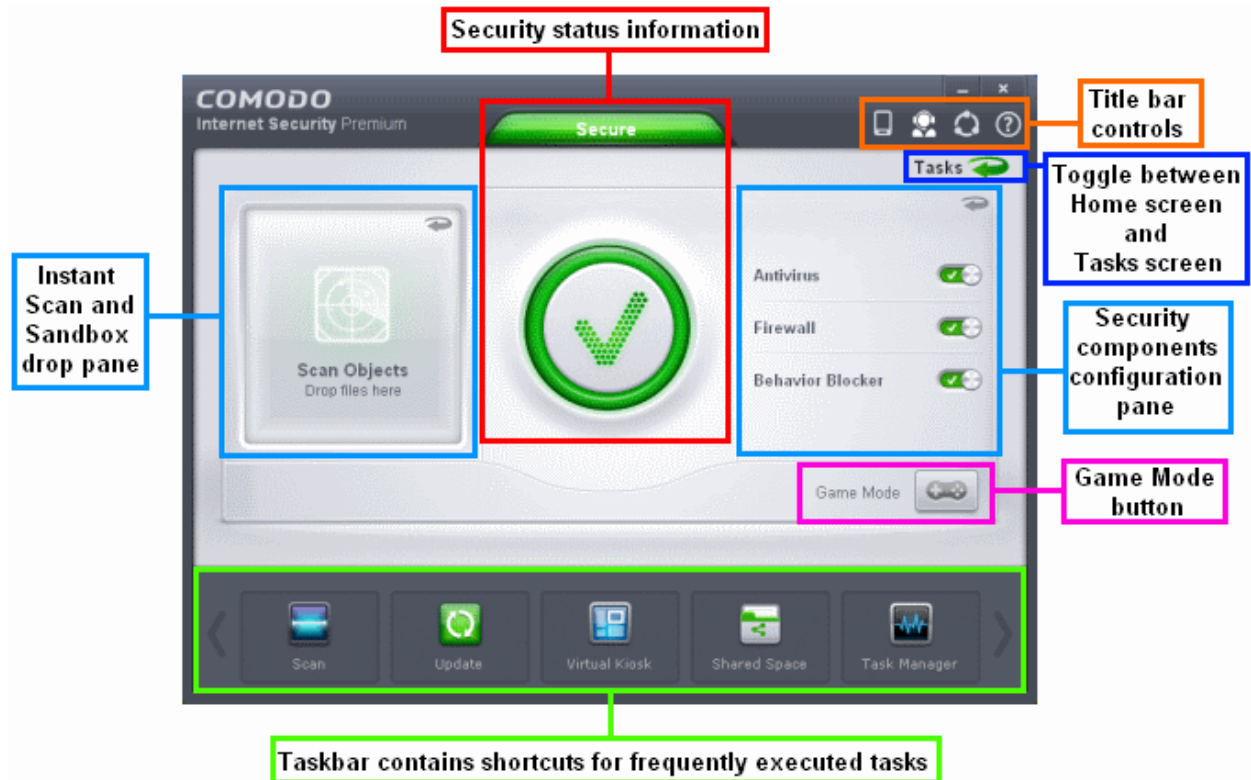 Security status information
COMODO
Internet Security Premium
Secure
Title bar
controls
Tasks
Toggle between
Home screen
and
Tasks screen
Instant
Scan and
Sandbox
drop pane
Scan Objects
Drop files here
Antivirus
Firewall
Behavior Blocker
Security
components
configuration
pane
Game Mode
Game Mode
button
Scan
Update
Virtual Kiosk
Shared Space
Task Manager
Taskbar contains shortcuts for frequently executed tasks